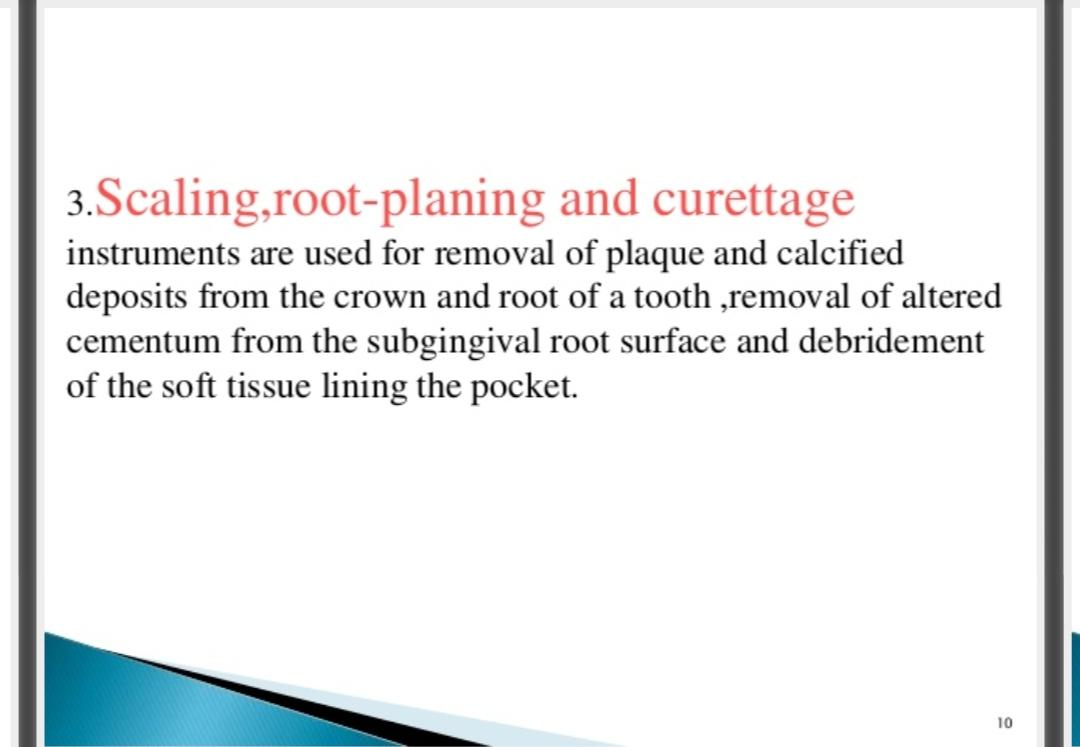 3.Scaling,root-planing and curettage
instruments are used for removal of plaque and calcified
deposits from the crown and root of a tooth ,removal of altered
cementum from the subgingival root surface and debridement
of the soft tissue lining the pocket.
10